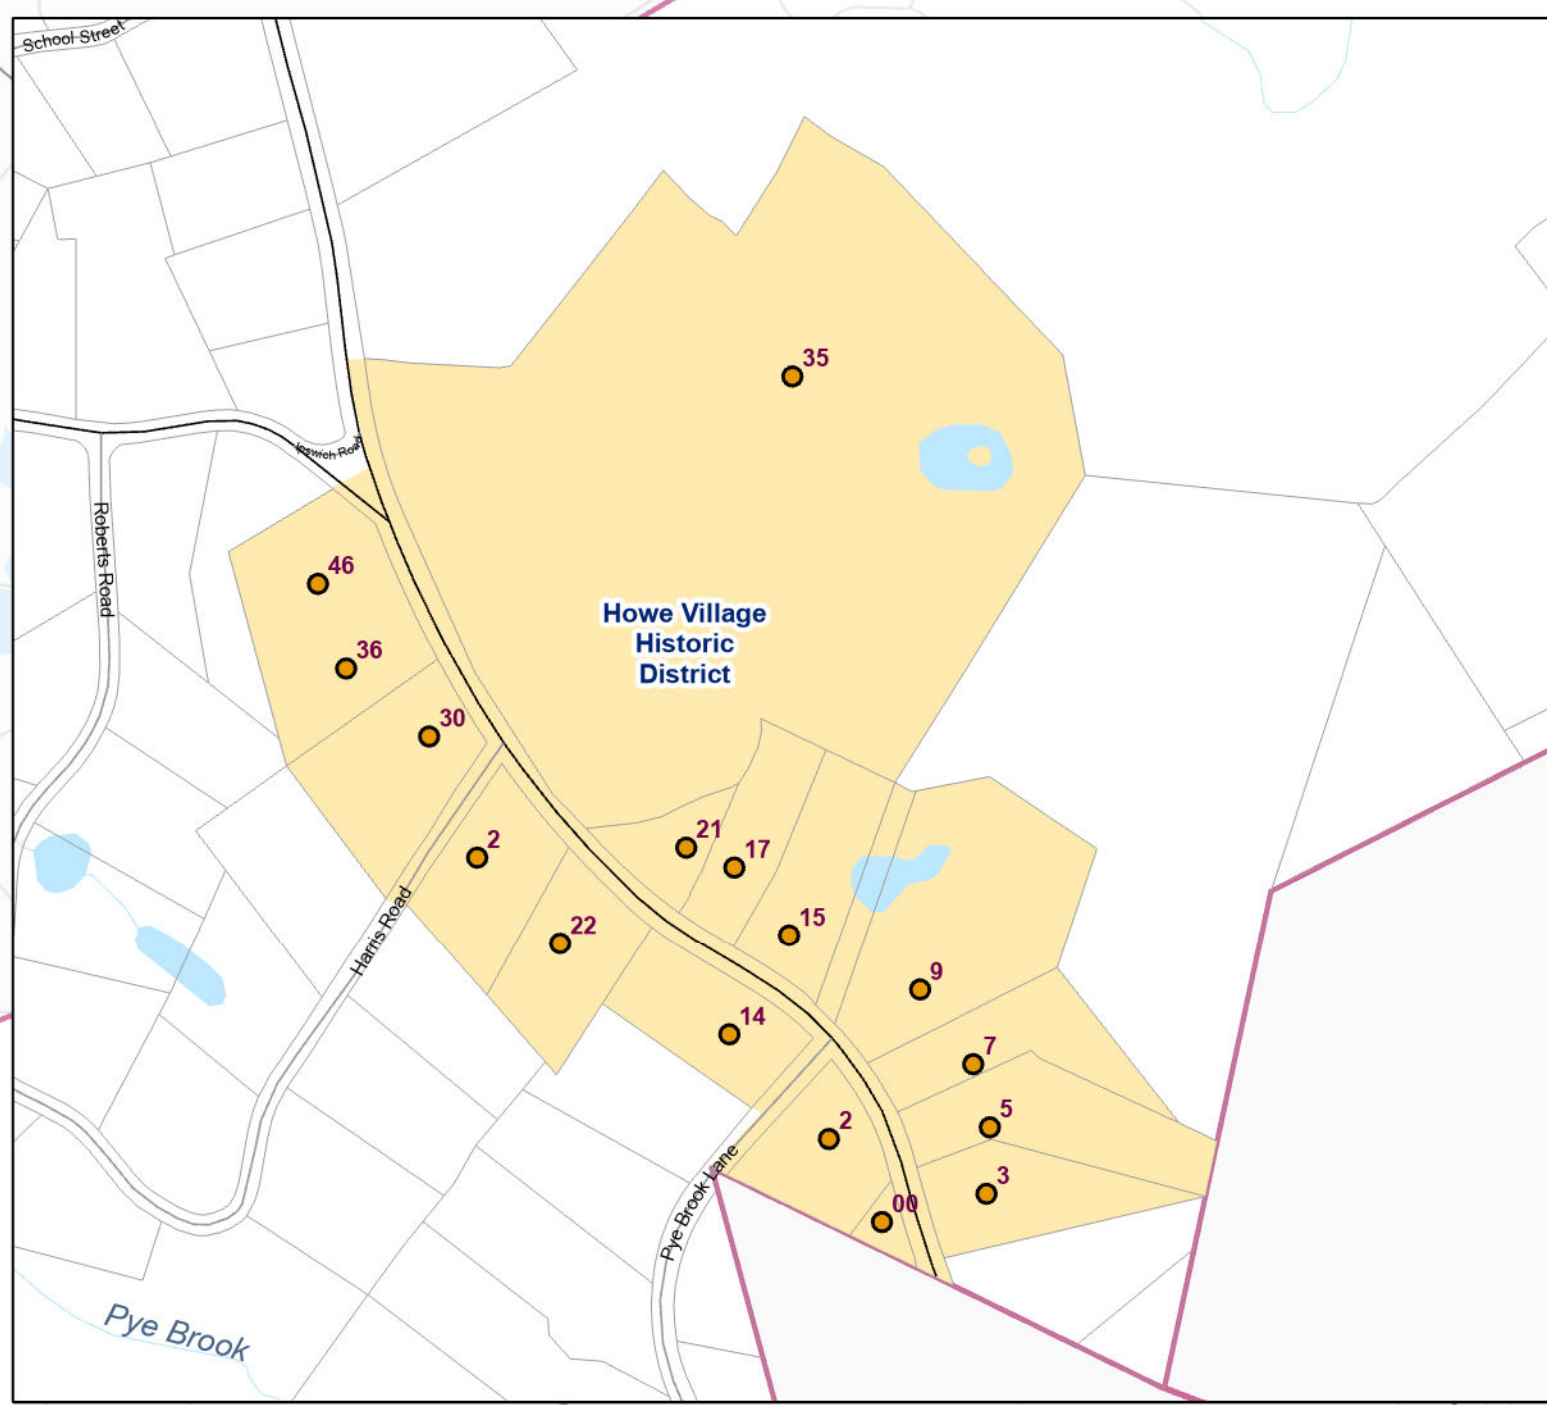 School Street
35
Ipswich Road
Roberts Road
46
Howe Village
Historic
District
36
30
21
2
17
22
15
Harris Road
9
14
7
5
2
Pye Brook Lane
3
00
Pye Brook